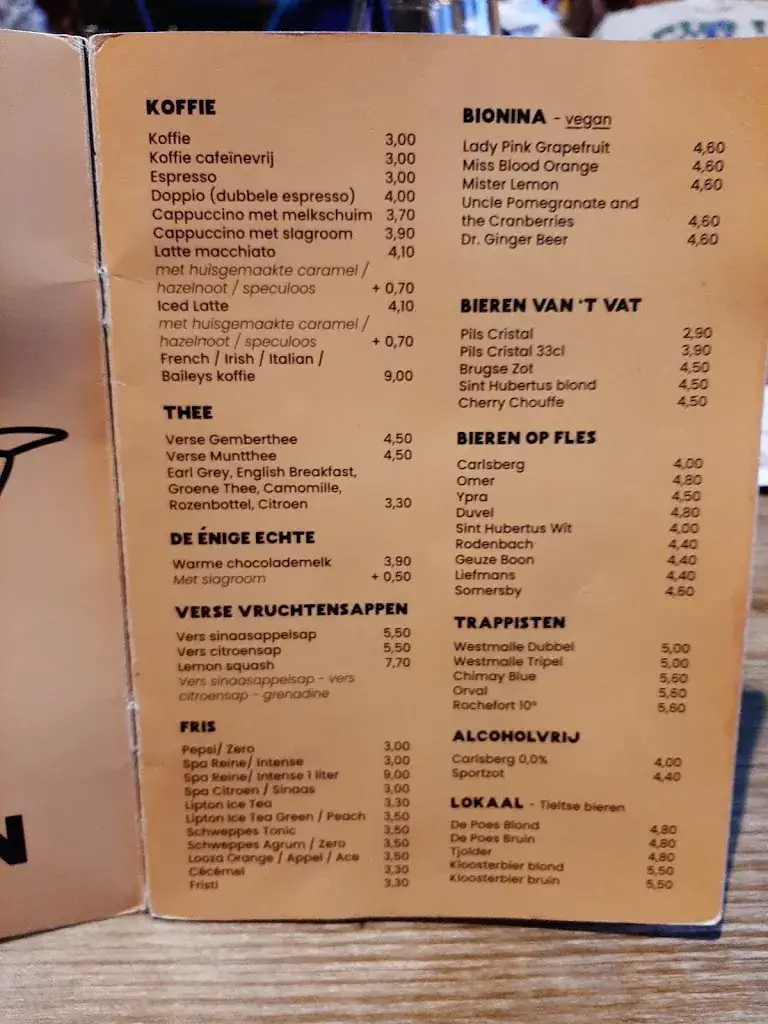 KOFFIE
Koffie 3,00
Koffie cafeïnevrij 3,00
Espresso 3,00
Doppio (dubbele espresso) 4,00
Cappuccino met melkschuim 3,70
Cappuccino met slagroom 3,90
Latte macchiato 4,10
met huisgemaakte caramel /
hazelnoot / speculoos + 0,70
Iced Latte 4,10
met huisgemaakte caramel /
hazelnoot / speculoos + 0,70
French / Irish / Italian /
Baileys koffie 9,00
THEE
Verse Gemberthee 4,50
Verse Muntthee 4,50
Earl Grey, English Breakfast,
Groene Thee, Camomille,
Rozenbottel, Citroen 3,30
DE ÉNIGE ECHTE
Warme chocolademelk 3,90
Met slagroom + 0,50
VERSE VRUCHTENSAPPEN
Vers sinaasappelsap 5,50
Vers citroensap 5,50
Lemon squash 7,70
Vers sinaasappelsap - vers
citroensap - grenadine
FRIS
Pepsi/ Zero 3,00
Spa Reine/ Intense 3,00
Spa Reine/ Intense 1 liter 9,00
Spa Citroen / Sinaas 3,00
Lipton Ice Tea 3,30
Lipton Ice Tea Green / Peach 3,50
Schweppes Tonic 3,50
Schweppes Agrum / Zero 3,50
Looza Orange / Appel / Ace 3,50
Cécémel 3,30
Fristi 3,30
BIONINA - vegan
Lady Pink Grapefruit 4,60
Miss Blood Orange 4,60
Mister Lemon 4,60
Uncle Pomegranate and
the Cranberries 4,60
Dr. Ginger Beer 4,60
BIEREN VAN 'T VAT
Pils Cristal 2,90
Pils Cristal 33cl 3,90
Brugse Zot 4,50
Sint Hubertus blond 4,50
Cherry Chouffe 4,50
BIEREN OP FLES
Carlsberg 4,00
Omer 4,80
Ypra 4,50
Duvel 4,80
Sint Hubertus Wit 4,00
Rodenbach 4,40
Geuze Boon 4,40
Liefmans 4,40
Somersby 4,60
TRAPPISTEN
Westmalle Dubbel 5,00
Westmalle Tripel 5,00
Chimay Blue 5,60
Orval 5,60
Rochefort 10° 5,60
ALCOHOLVRIJ
Carlsberg 0,0% 4,00
Sportzot 4,40
LOKAAL - Tieltse bieren
De Poes Blond 4,80
De Poes Bruin 4,80
Tjolder 4,80
Kloosterbier blond 5,50
Kloosterbier bruin 5,50